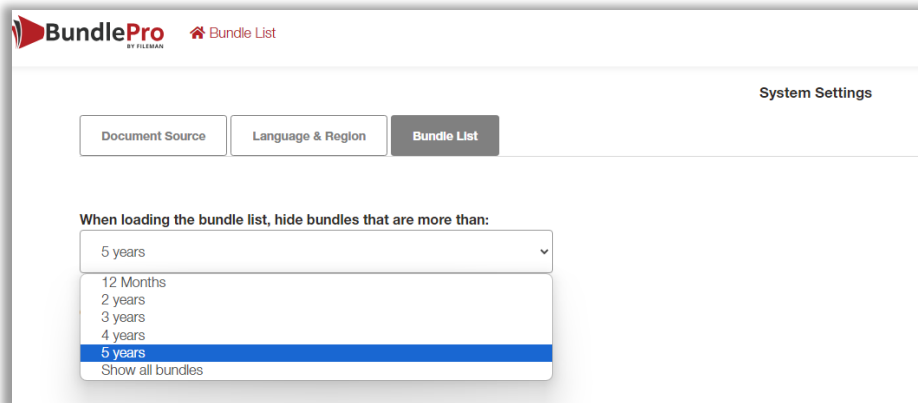 BundlePro
BY FILEMAN
Bundle List
System Settings
Document Source
Language & Region
Bundle List
When loading the bundle list, hide bundles that are more than:
5 years
12 Months
2 years
3 years
4 years
5 years
Show all bundles